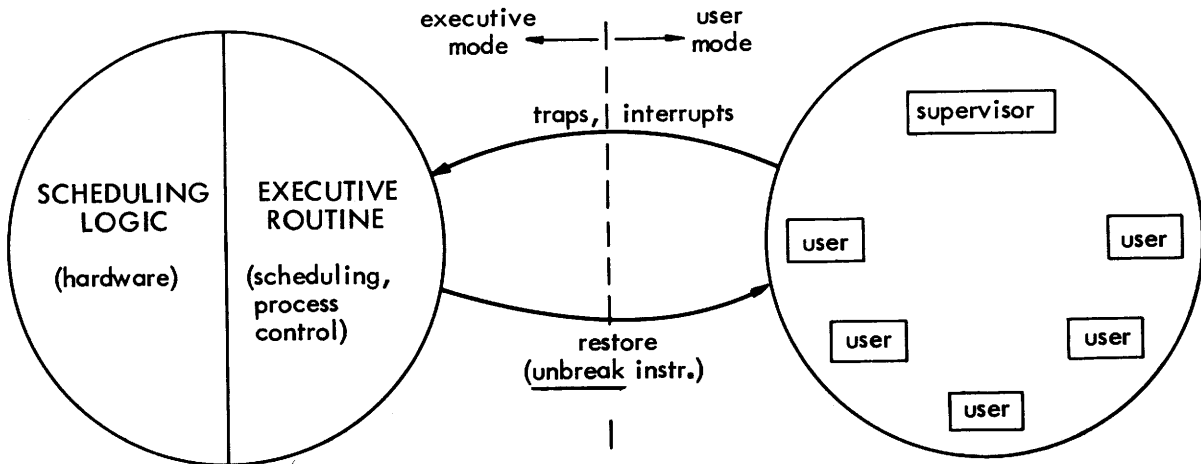 executive
mode
user
mode
traps, interrupts
SCHEDULING
LOGIC
(hardware)
EXECUTIVE
ROUTINE
(scheduling,
process
control)
restore
(unbreak instr.)
supervisor
user
user
user
user
user